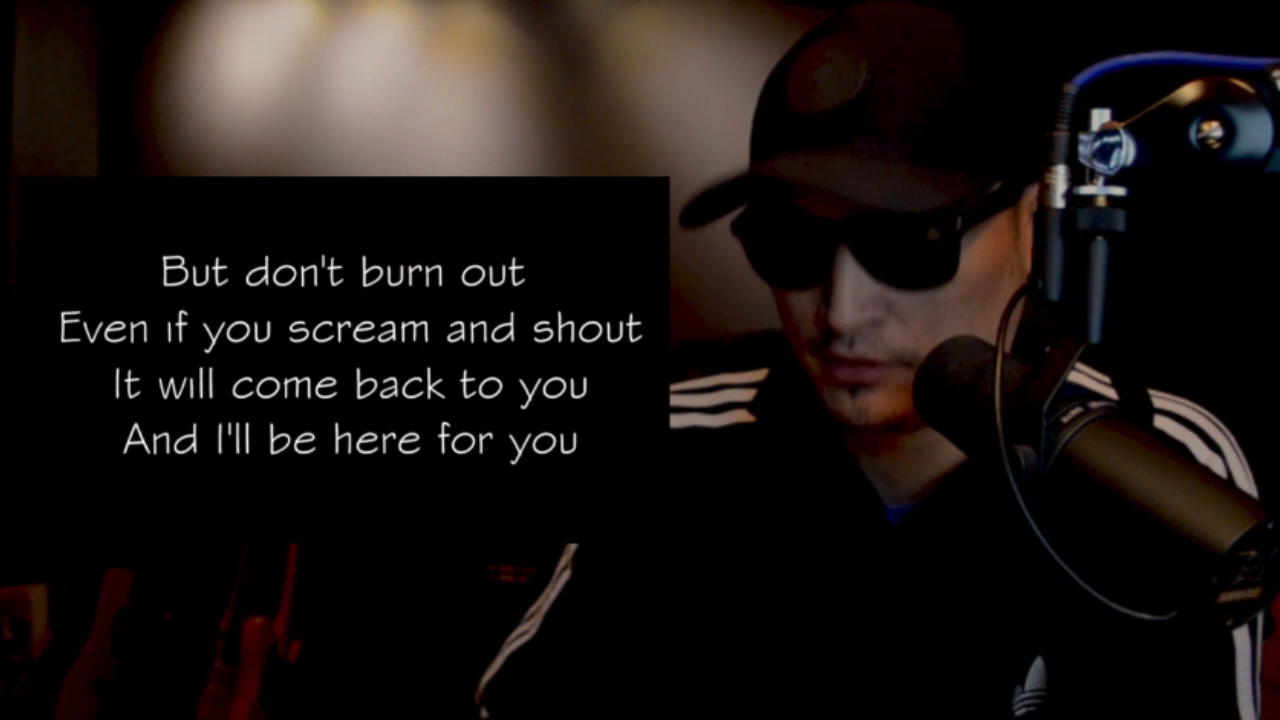 But don't burn out
Even if you scream and shout
It will come back to you
And I'll be here for you